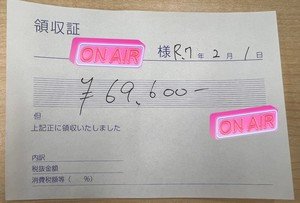 領収証
ON AIR 様 R.7年2月1日
¥69,600-
但 ON AIR
上記正に領収いたしました
内訳
税抜金額
消費税額等( %)